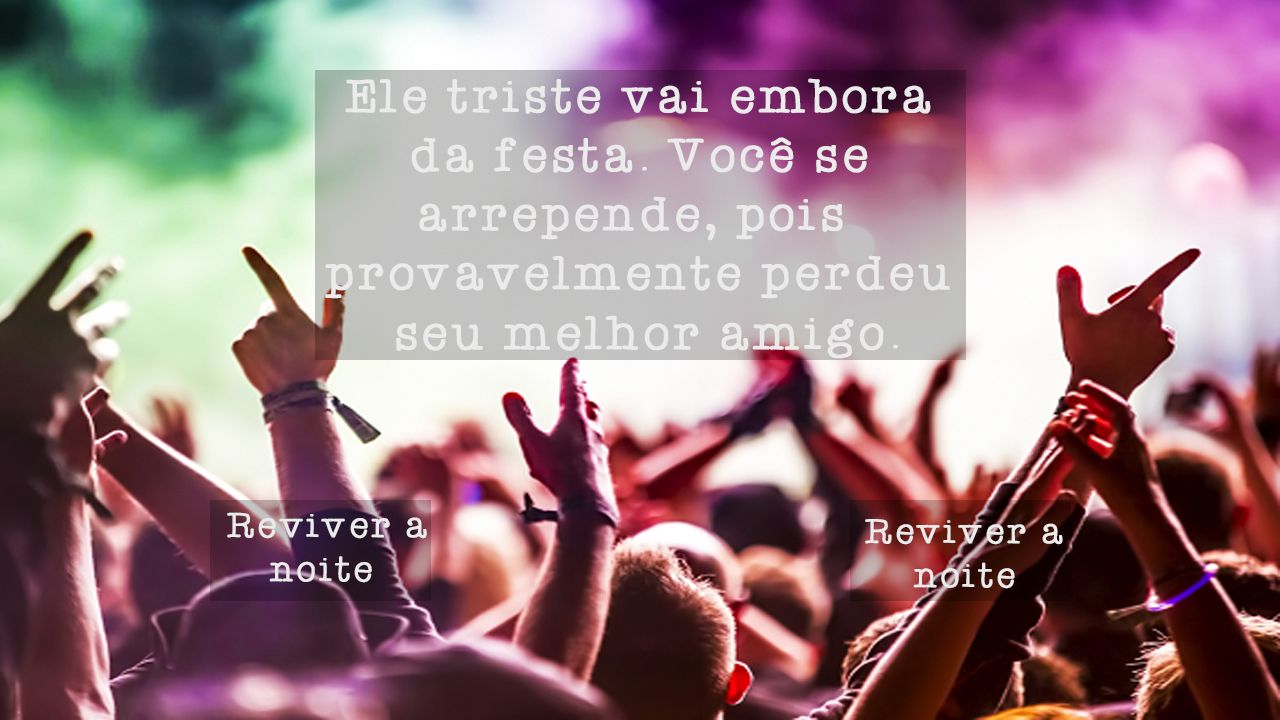 Ele triste vai embora
da festa. Você se
arrepende, pois
provavelmente perdeu
seu melhor amigo.
Reviver a
noite
Reviver a
noite